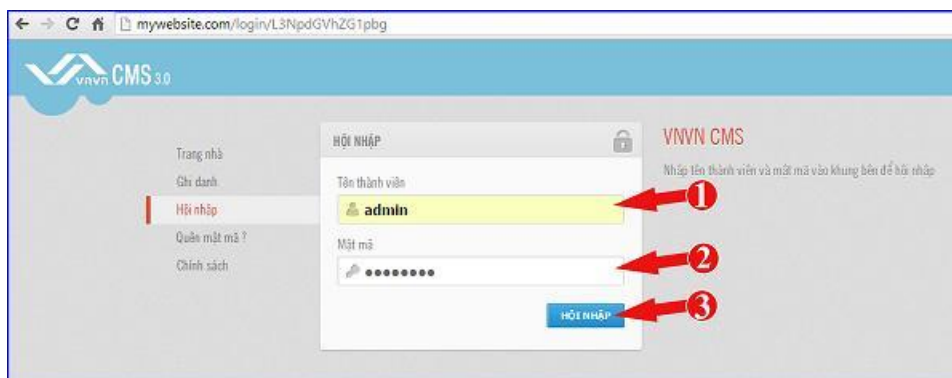 mywebsite.com/login/L3NpdGVhZG1pbg
vnvn CMS 3.0
Trang nhà
Ghi danh
Hội nhập
Quên mật mã ?
Chính sách
HỘI NHẬP
Tên thành viên
admin
Mật mã
••••••••
HỘI NHẬP
VNVN CMS
Nhập tên thành viên và mật mã vào khung bên để hội nhập
1
2
3